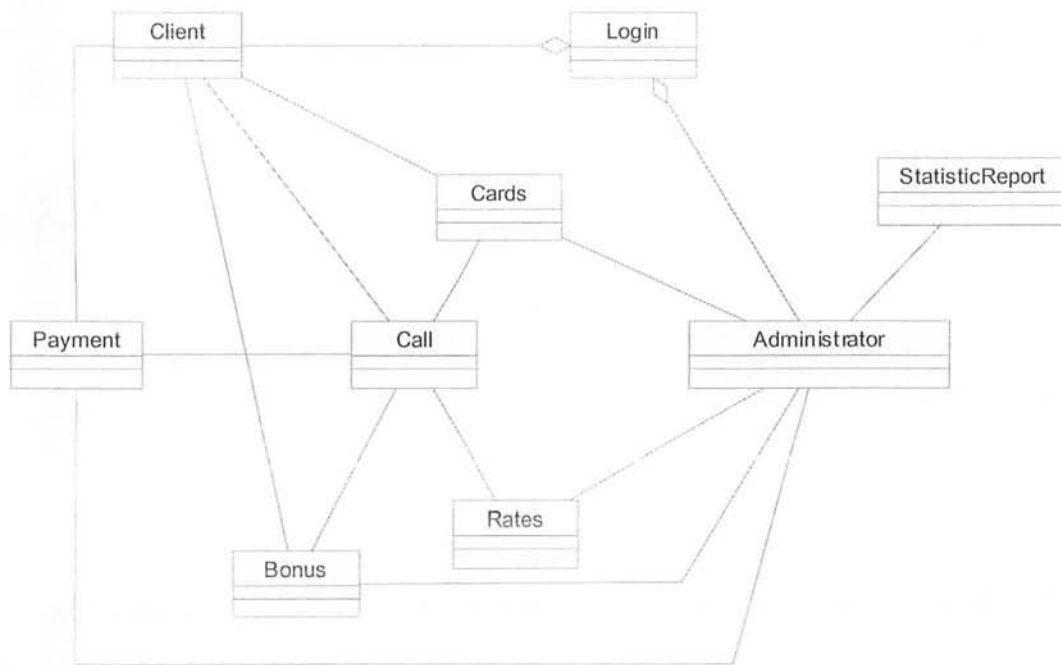 Client
Login
Cards
StatisticReport
Payment
Call
Administrator
Rates
Bonus